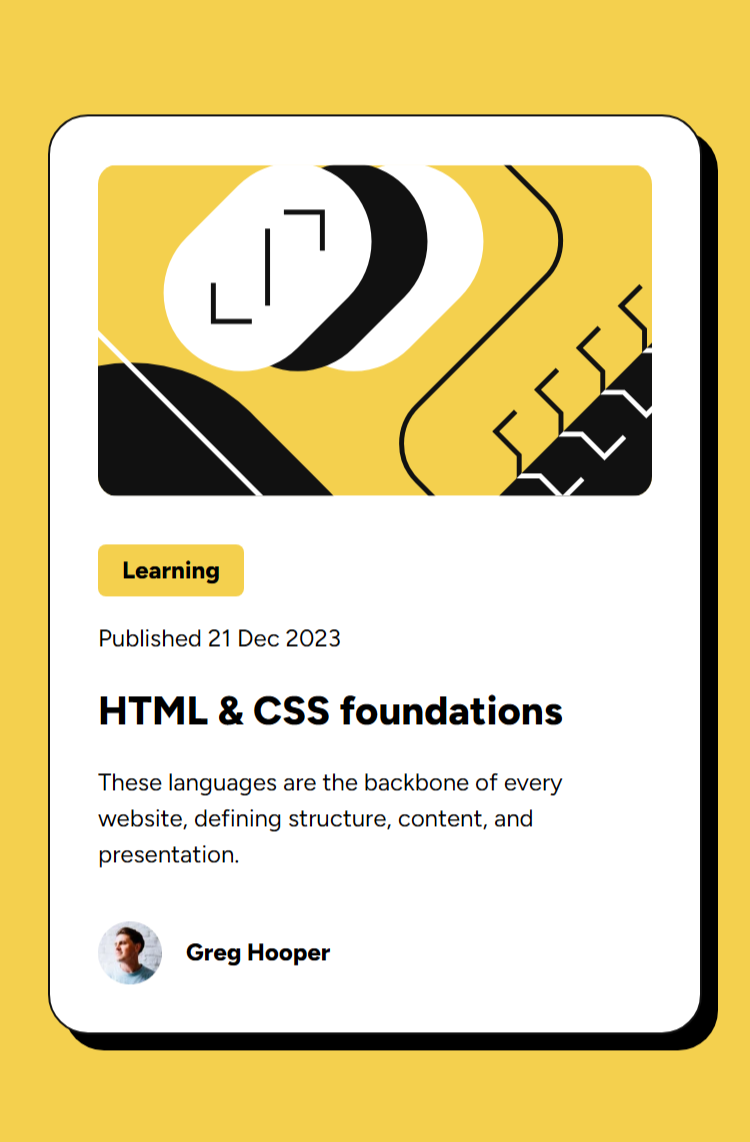 Learning
Published 21 Dec 2023
HTML & CSS foundations
These languages are the backbone of every
website, defining structure, content, and
presentation.
Greg Hooper